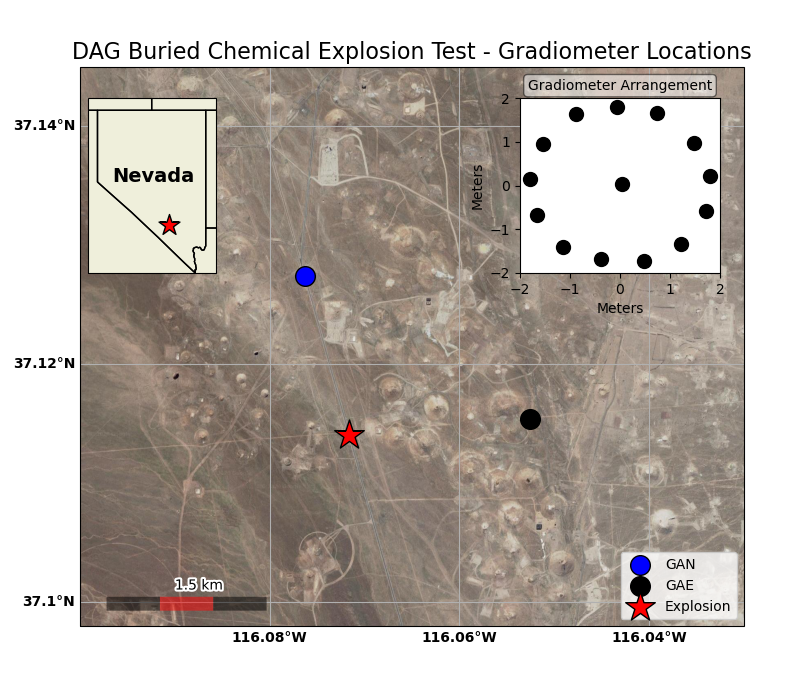 DAG Buried Chemical Explosion Test - Gradiometer Locations
37.14°N
37.12°N
37.1°N
116.08°W
116.06°W
116.04°W
Nevada
Gradiometer Arrangement
2
1
0
−1
−2
Meters
−2
−1
0
1
2
Meters
1.5 km
GAN
GAE
Explosion